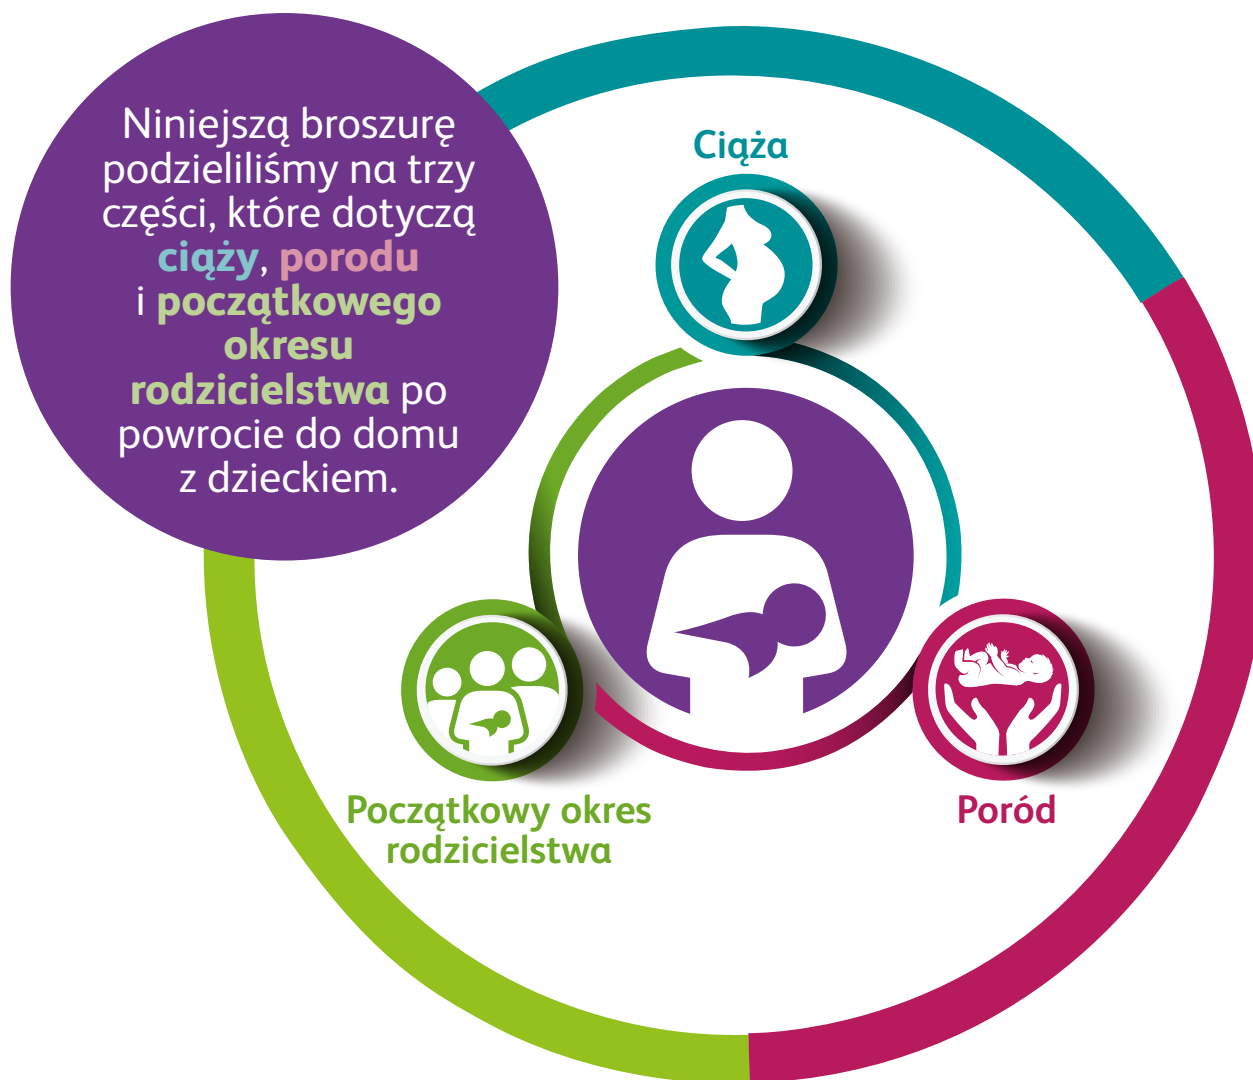 Niniejszą broszurę
podzieliliśmy na trzy
części, które dotyczą
ciąży, porodu
i początkowego
okresu
rodzicielstwa po
powrocie do domu
z dzieckiem.
Ciąża
Początkowy okres
rodzicielstwa
Poród